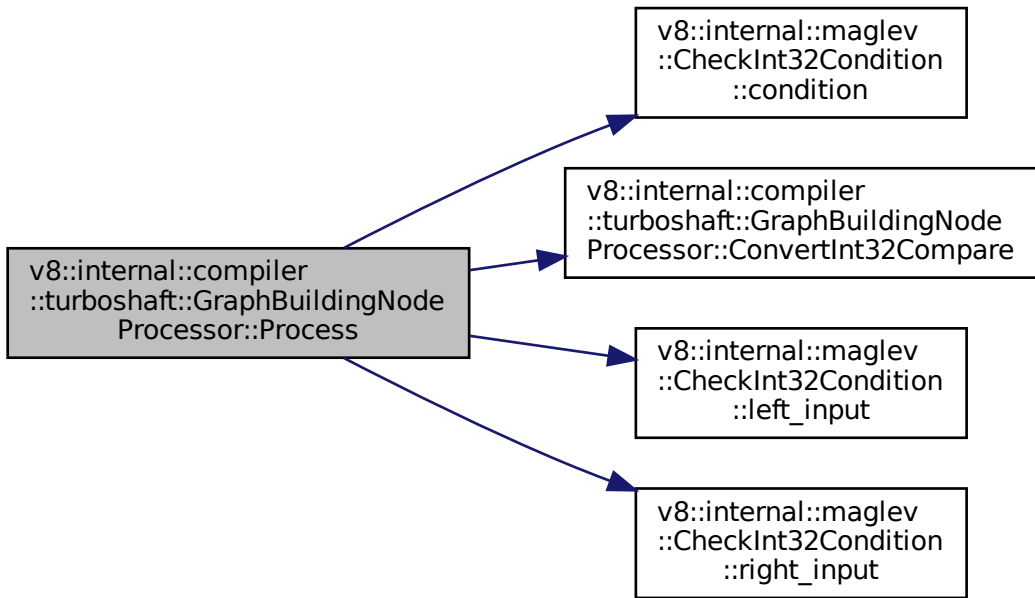 v8::internal::maglev
::CheckInt32Condition
::condition
v8::internal::compiler
::turboshaft::GraphBuildingNode
Processor::ConvertInt32Compare
v8::internal::compiler
::turboshaft::GraphBuildingNode
Processor::Process
v8::internal::maglev
::CheckInt32Condition
::left_input
v8::internal::maglev
::CheckInt32Condition
::right_input